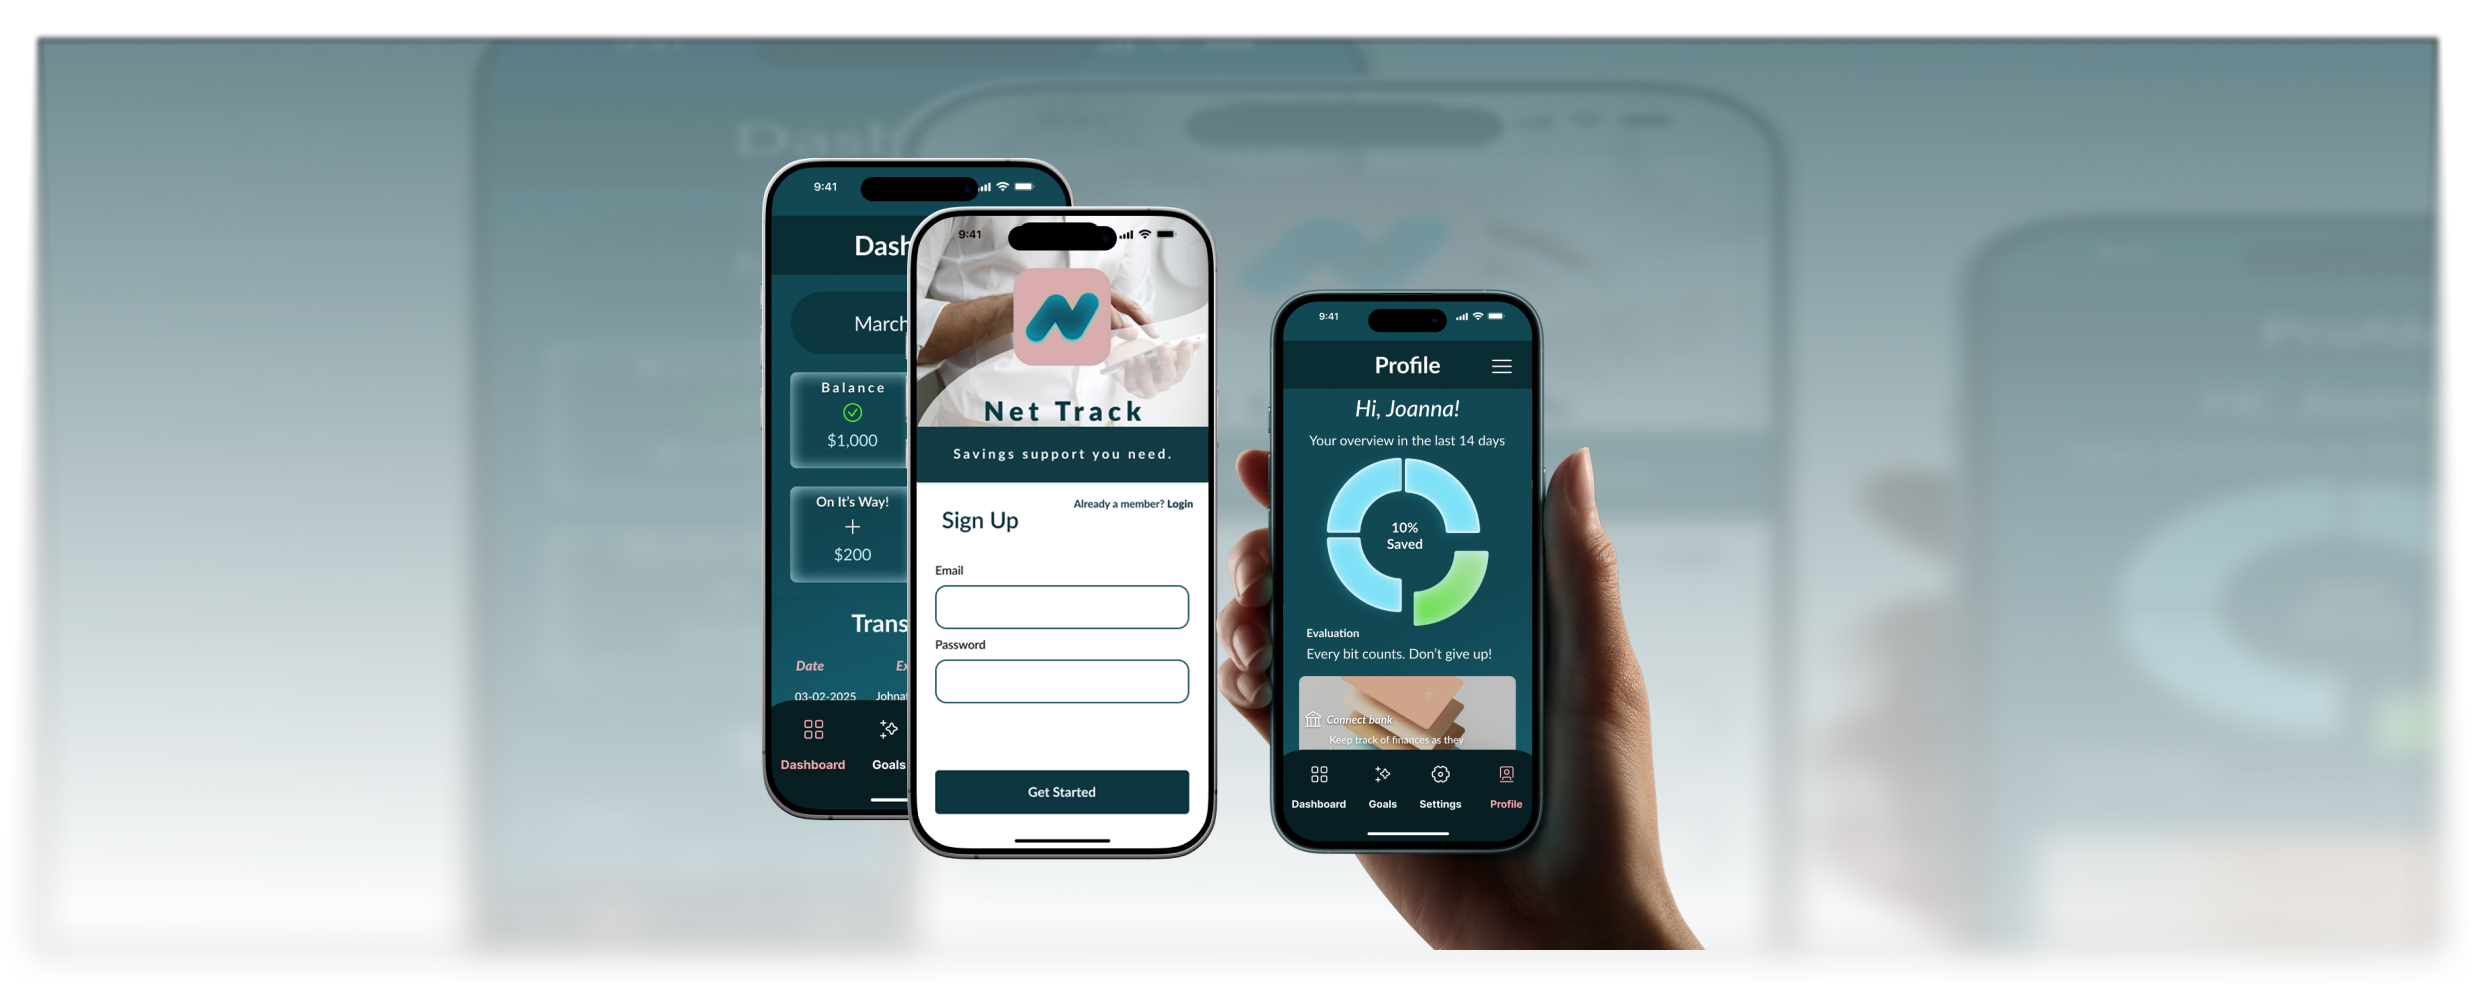 9:41
Dash
March
Balance
$1,000
On It's Way!
$200
Trans
Date Ex
03-02-2025 Johnat
Dashboard Goals
9:41
Net Track
Savings support you need.
Already a member? Login
Sign Up
Email
Password
Get Started
9:41
Profile
Hi, Joanna!
Your overview in the last 14 days
10%
Saved
Evaluation
Every bit counts. Don't give up!
Connect bank
Keep track of finances as they
Dashboard Goals Settings Profile